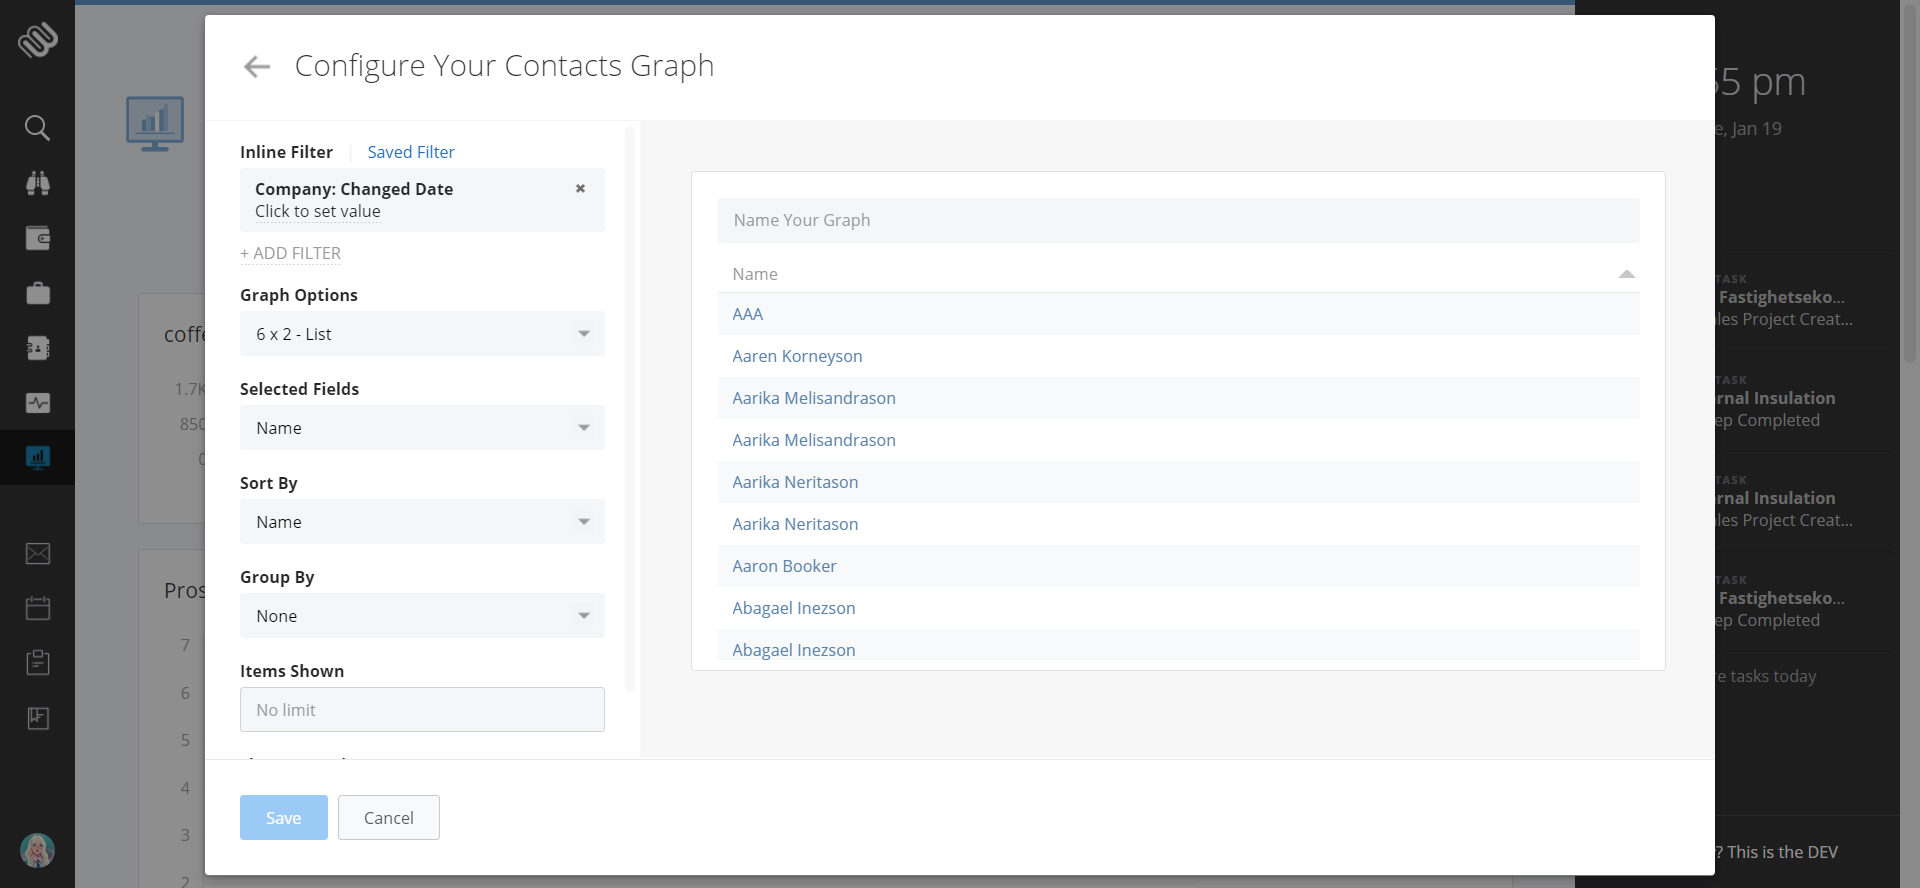 Configure Your Contacts Graph
Inline Filter
Saved Filter
Company: Changed Date
Click to set value
+ ADD FILTER
Graph Options
6 x 2 - List
Selected Fields
Name
Sort By
Name
Group By
None
Items Shown
No limit
Save
Cancel
Name Your Graph
Name
AAA
Aaren Korneyson
Aarika Melisandrason
Aarika Melisandrason
Aarika Neritason
Aarika Neritason
Aaron Booker
Abagael Inezson
Abagael Inezson
coffe
1.7K
850
0
Pros
7
6
5
4
3
2
55 pm
e, Jan 19
TASK
Fastighetseko...
les Project Creat...
TASK
rnal Insulation
ep Completed
TASK
rnal Insulation
les Project Creat...
TASK
Fastighetseko...
ep Completed
re tasks today
? This is the DEV